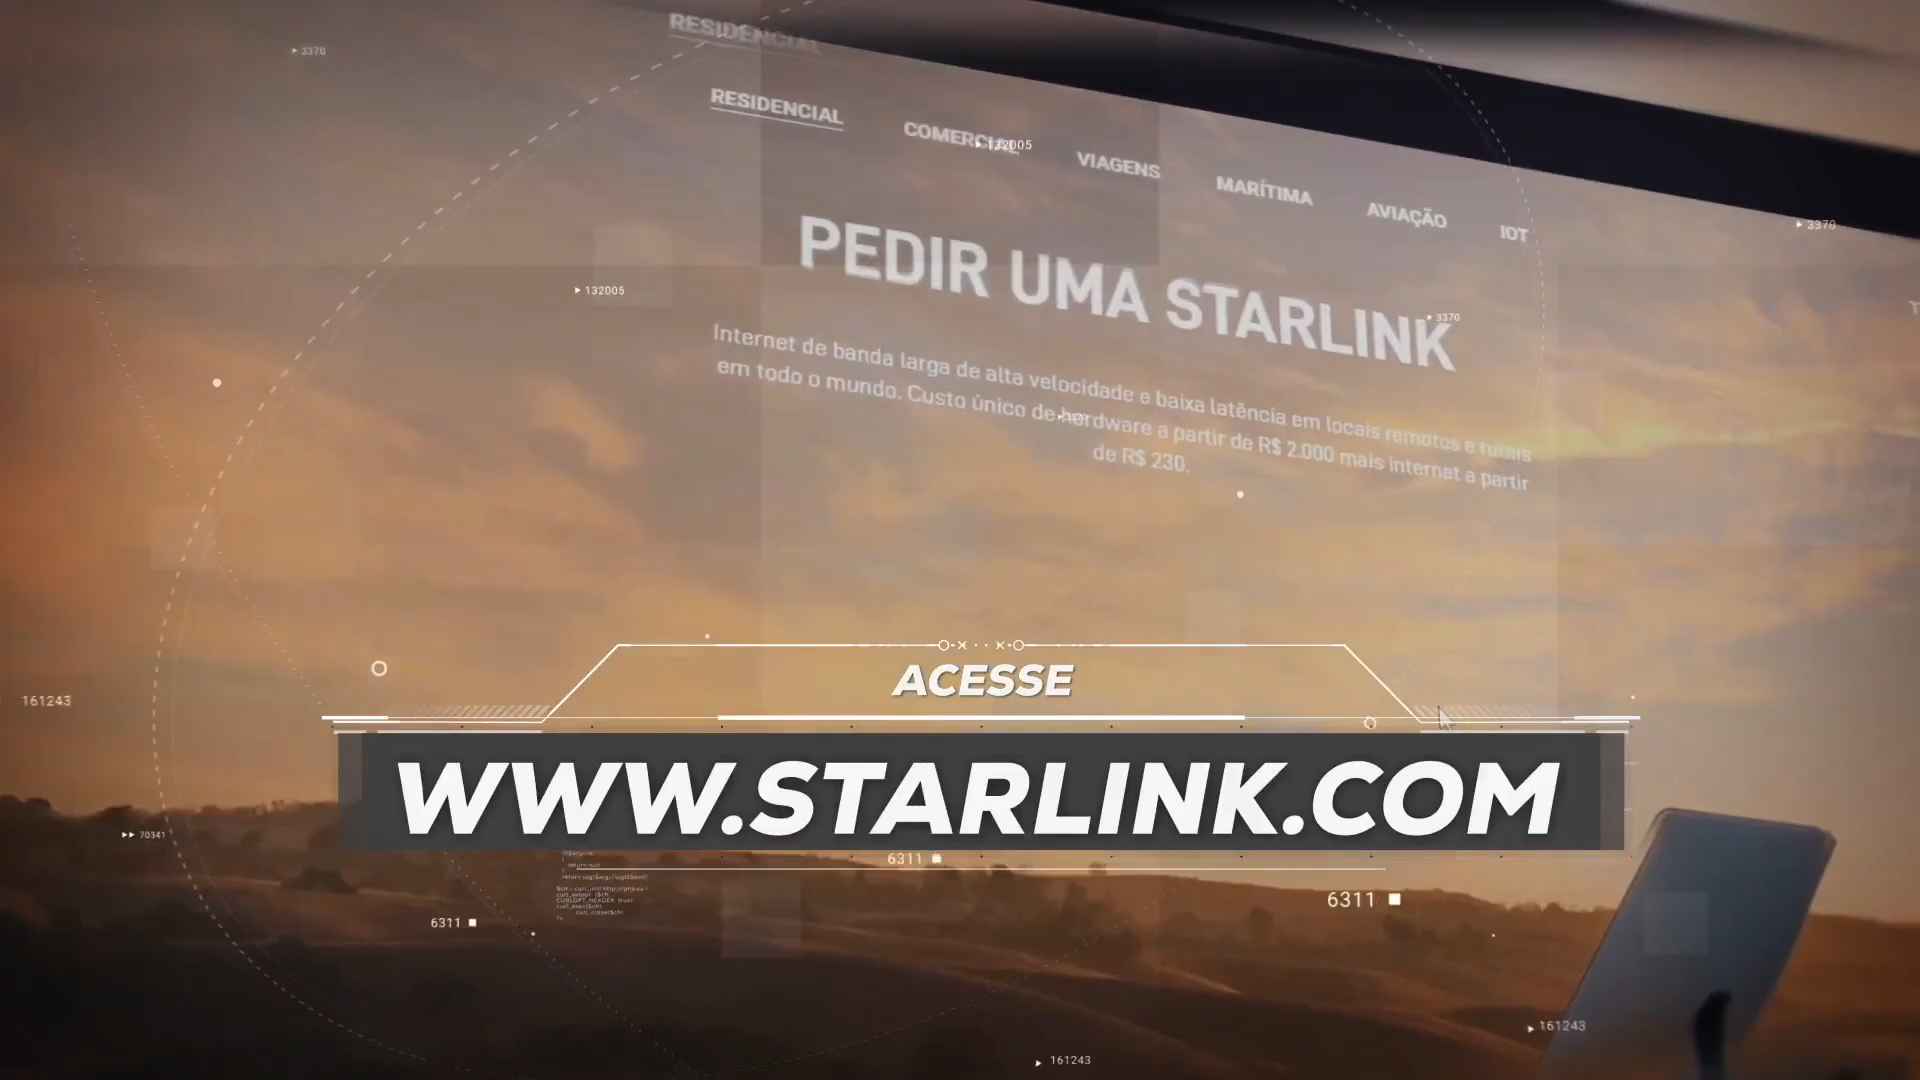 RESIDENCIAL
3370
RESIDENCIAL
COMERCIAL
132005
VIAGENS
MARÍTIMA
AVIAÇÃO
IOT
3370
PEDIR UMA STARLINK
132005
3370
Internet de banda larga de alta velocidade e baixa latência em locais remotos e rurais
em todo o mundo. Custo único de hardware a partir de R$ 2.000 mais internet a partir
de R$ 230.
ACESSE
161243
WWW.STARLINK.COM
70341
6311
return null
6311
6311
161243
161243